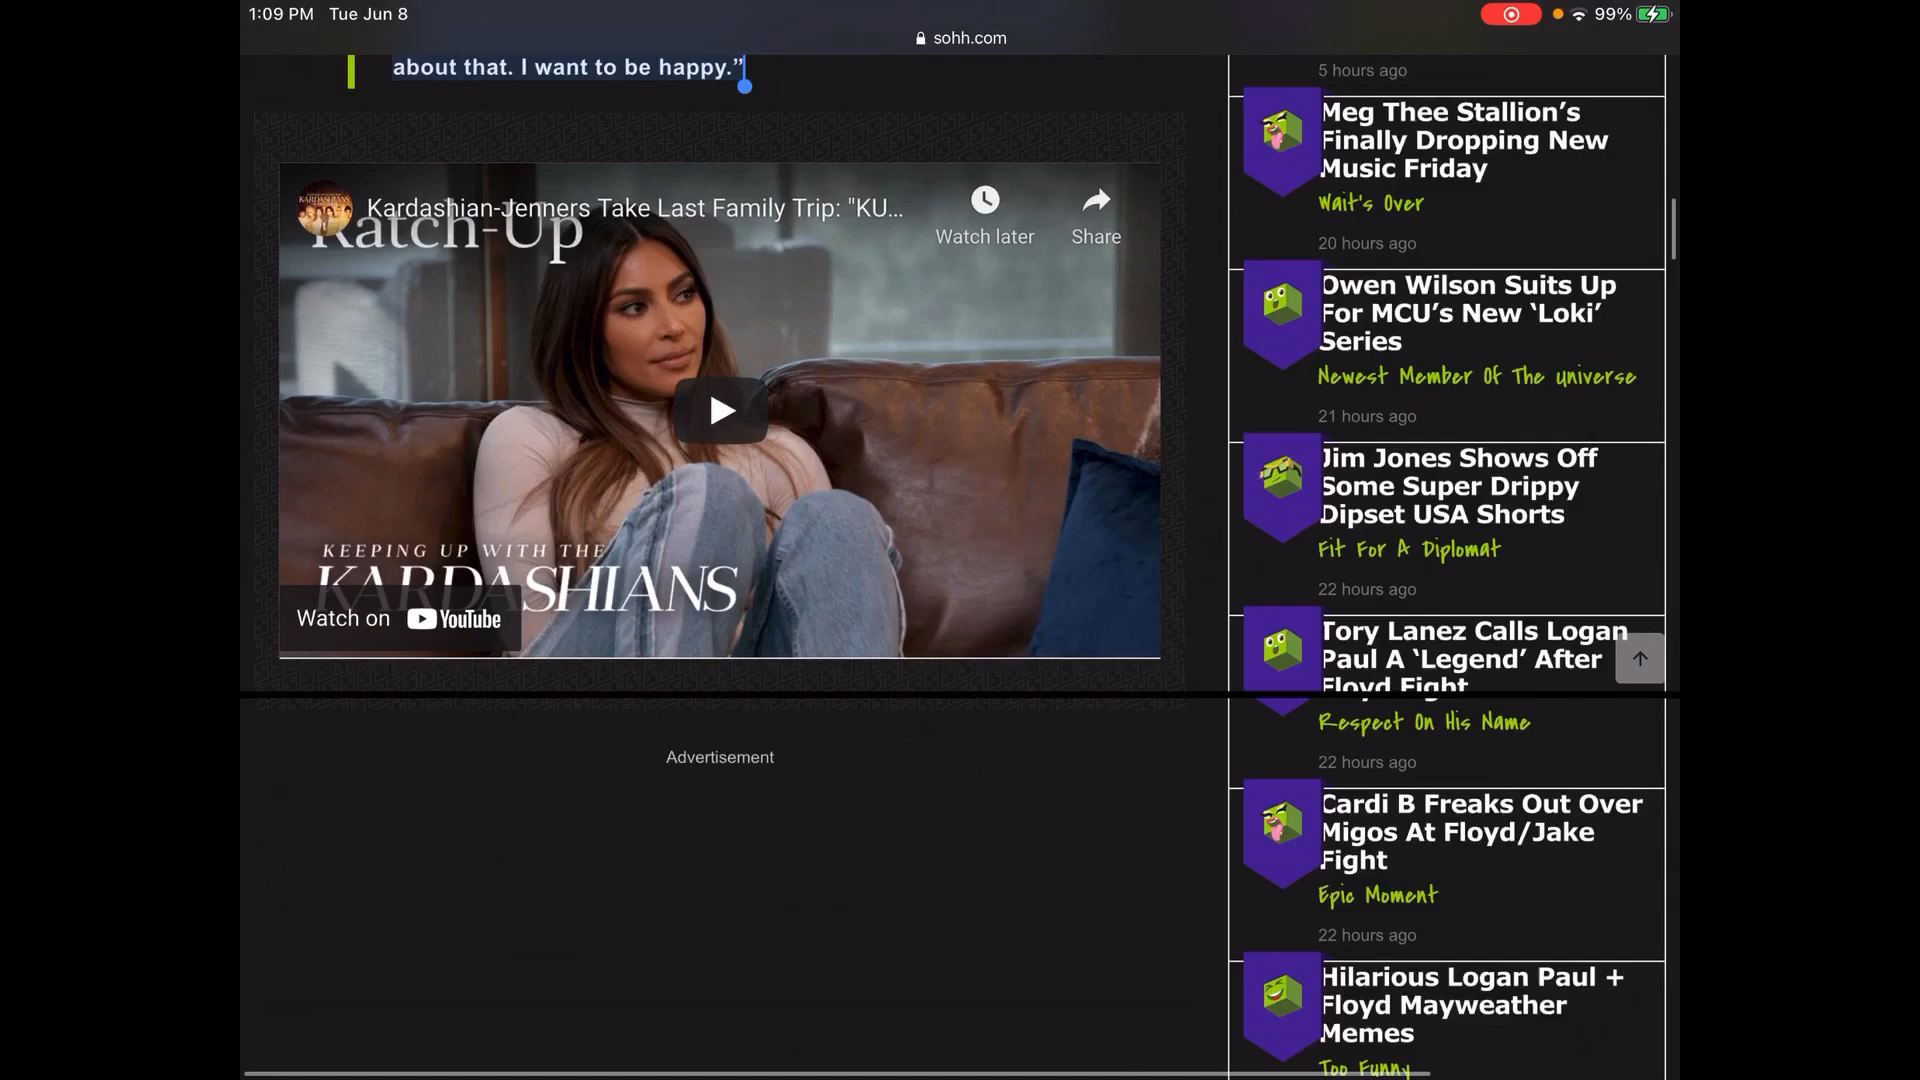 1:09 PM Tue Jun 8
99%
sohh.com
about that. I want to be happy.”
Kardashian-Jenners Take Last Family Trip: "KU...
Katch-Up
Watch later
Share
KEEPING UP WITH THE
KARDASHIANS
Watch on YouTube
Advertisement
5 hours ago
Meg Thee Stallion’s
Finally Dropping New
Music Friday
Wait's Over
20 hours ago
Owen Wilson Suits Up
For MCU’s New ‘Loki’
Series
Newest Member Of The Universe
21 hours ago
Jim Jones Shows Off
Some Super Drippy
Dipset USA Shorts
Fit For A Diplomat
22 hours ago
Tory Lanez Calls Logan
Paul A ‘Legend’ After
Floyd Fight
Respect On His Name
22 hours ago
Cardi B Freaks Out Over
Migos At Floyd/Jake
Fight
Epic Moment
22 hours ago
Hilarious Logan Paul +
Floyd Mayweather
Memes
Too Funny